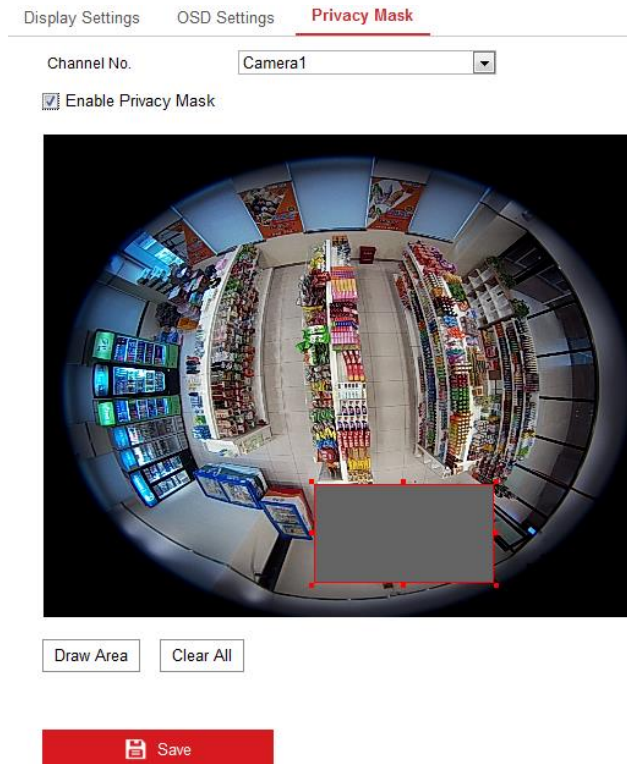 Display Settings OSD Settings Privacy Mask
Channel No. Camera1
Enable Privacy Mask
Draw Area Clear All
Save